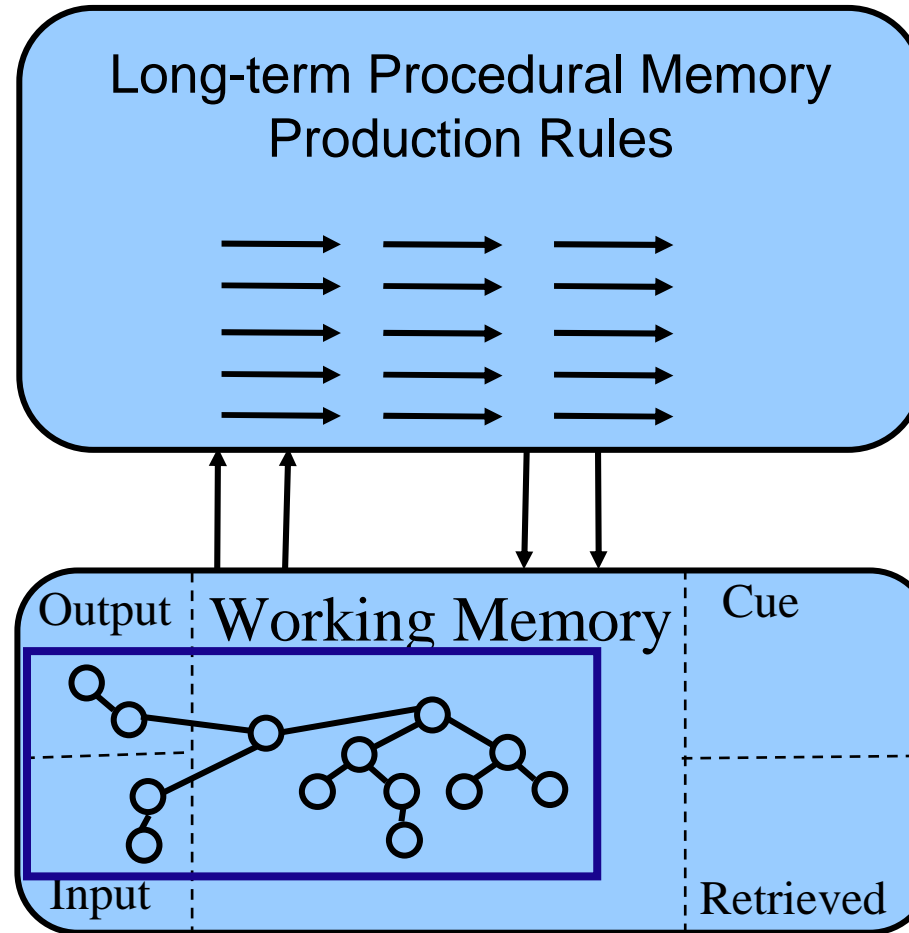 Long-term Procedural Memory
Production Rules
Output
Working Memory
Cue
Input
Retrieved